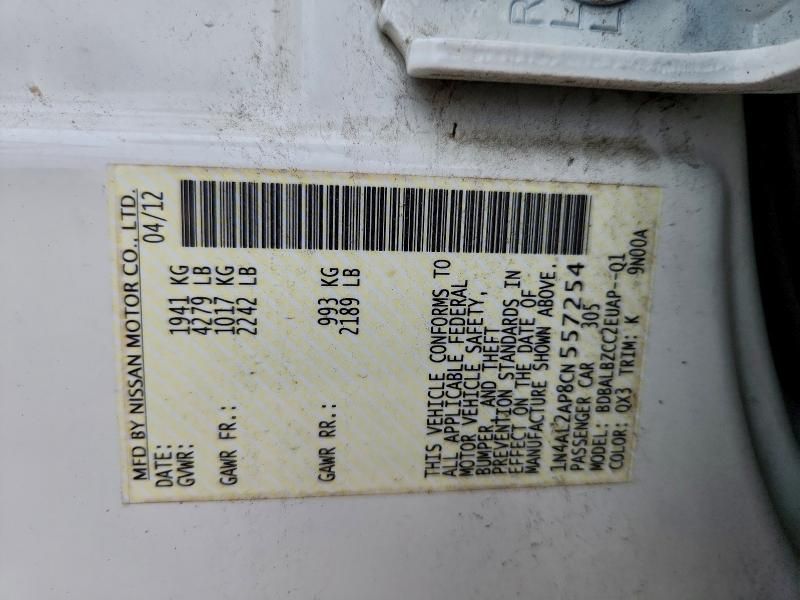 MFD BY NISSAN MOTOR CO., LTD.
DATE: 04/12
GVWR: 1941 KG
4279 LB
GAWR FR.: 1017 KG
2242 LB
GAWR RR.: 993 KG
2189 LB
THIS VEHICLE CONFORMS TO
ALL APPLICABLE FEDERAL
MOTOR VEHICLE SAFETY,
BUMPER, AND THEFT
PREVENTION STANDARDS IN
EFFECT ON THE DATE OF
MANUFACTURE SHOWN ABOVE.
1N4AL2AP8CN557254
PASSENGER CAR 305
MODEL: BDBALBZCC2EUAP--Q1
COLOR: QX3 TRIM: K 9N00A